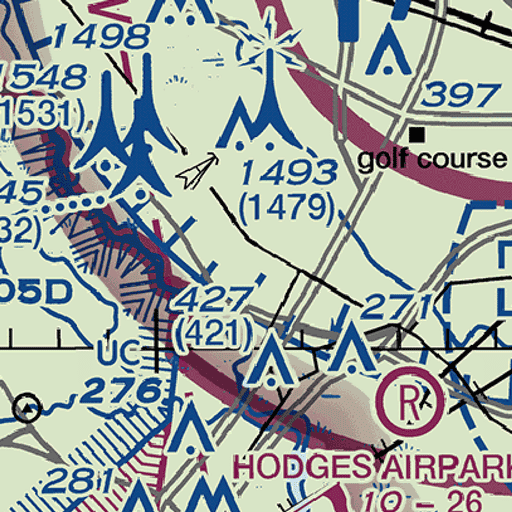 1498
1548
(1531)
397
golf course
1493
(1479)
45
32)
05D
427
(421)
271
UC
276
R
281
HODGES AIRPARK
10 - 26